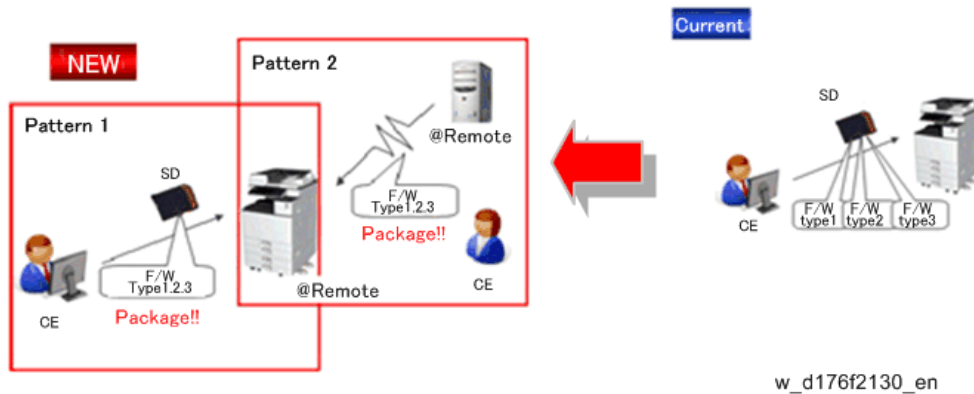 NEW
Pattern 1
SD
F/W
Type1.2.3
Package!!
CE
Pattern 2
@Remote
F/W
Type1.2.3
Package!!
CE
@Remote
Current
SD
CE
F/W
type1
F/W
type2
F/W
type3
w_d176f2130_en